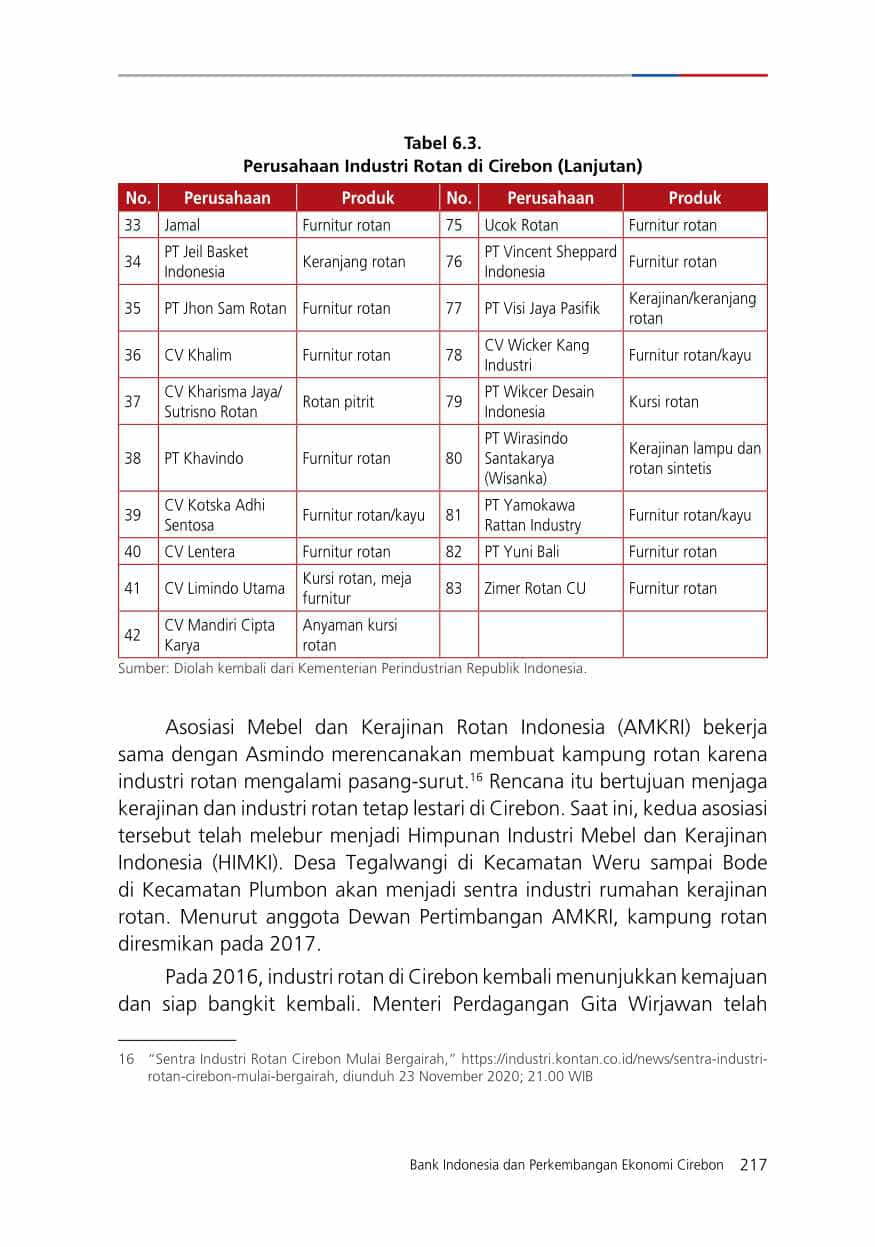 Tabel 6.3.
Perusahaan Industri Rotan di Cirebon (Lanjutan)
No. Perusahaan Produk No. Perusahaan Produk
33 Jamal Furnitur rotan 75 Ucok Rotan Furnitur rotan
34 PT Jeil Basket Indonesia Keranjang rotan 76 PT Vincent Sheppard Indonesia Furnitur rotan
35 PT Jhon Sam Rotan Furnitur rotan 77 PT Visi Jaya Pasifik Kerajinan/keranjang rotan
36 CV Khalim Furnitur rotan 78 CV Wicker Kang Industri Furnitur rotan/kayu
37 CV Kharisma Jaya/ Sutrisno Rotan Rotan pitrit 79 PT Wikcer Desain Indonesia Kursi rotan
38 PT Khavindo Furnitur rotan 80 PT Wirasindo Santakarya (Wisanka) Kerajinan lampu dan rotan sintetis
39 CV Kotska Adhi Sentosa Furnitur rotan/kayu 81 PT Yamokawa Rattan Industry Furnitur rotan/kayu
40 CV Lentera Furnitur rotan 82 PT Yuni Bali Furnitur rotan
41 CV Limindo Utama Kursi rotan, meja furnitur 83 Zimer Rotan CU Furnitur rotan
42 CV Mandiri Cipta Karya Anyaman kursi rotan
Sumber: Diolah kembali dari Kementerian Perindustrian Republik Indonesia.
Asosiasi Mebel dan Kerajinan Rotan Indonesia (AMKRI) bekerja
sama dengan Asmindo merencanakan membuat kampung rotan karena
industri rotan mengalami pasang-surut.16 Rencana itu bertujuan menjaga
kerajinan dan industri rotan tetap lestari di Cirebon. Saat ini, kedua asosiasi
tersebut telah melebur menjadi Himpunan Industri Mebel dan Kerajinan
Indonesia (HIMKI). Desa Tegalwangi di Kecamatan Weru sampai Bode
di Kecamatan Plumbon akan menjadi sentra industri rumahan kerajinan
rotan. Menurut anggota Dewan Pertimbangan AMKRI, kampung rotan
diresmikan pada 2017.
Pada 2016, industri rotan di Cirebon kembali menunjukkan kemajuan
dan siap bangkit kembali. Menteri Perdagangan Gita Wirjawan telah
16 “Sentra Industri Rotan Cirebon Mulai Bergairah,” https://industri.kontan.co.id/news/sentra-industri-
rotan-cirebon-mulai-bergairah, diunduh 23 November 2020; 21.00 WIB
Bank Indonesia dan Perkembangan Ekonomi Cirebon 217